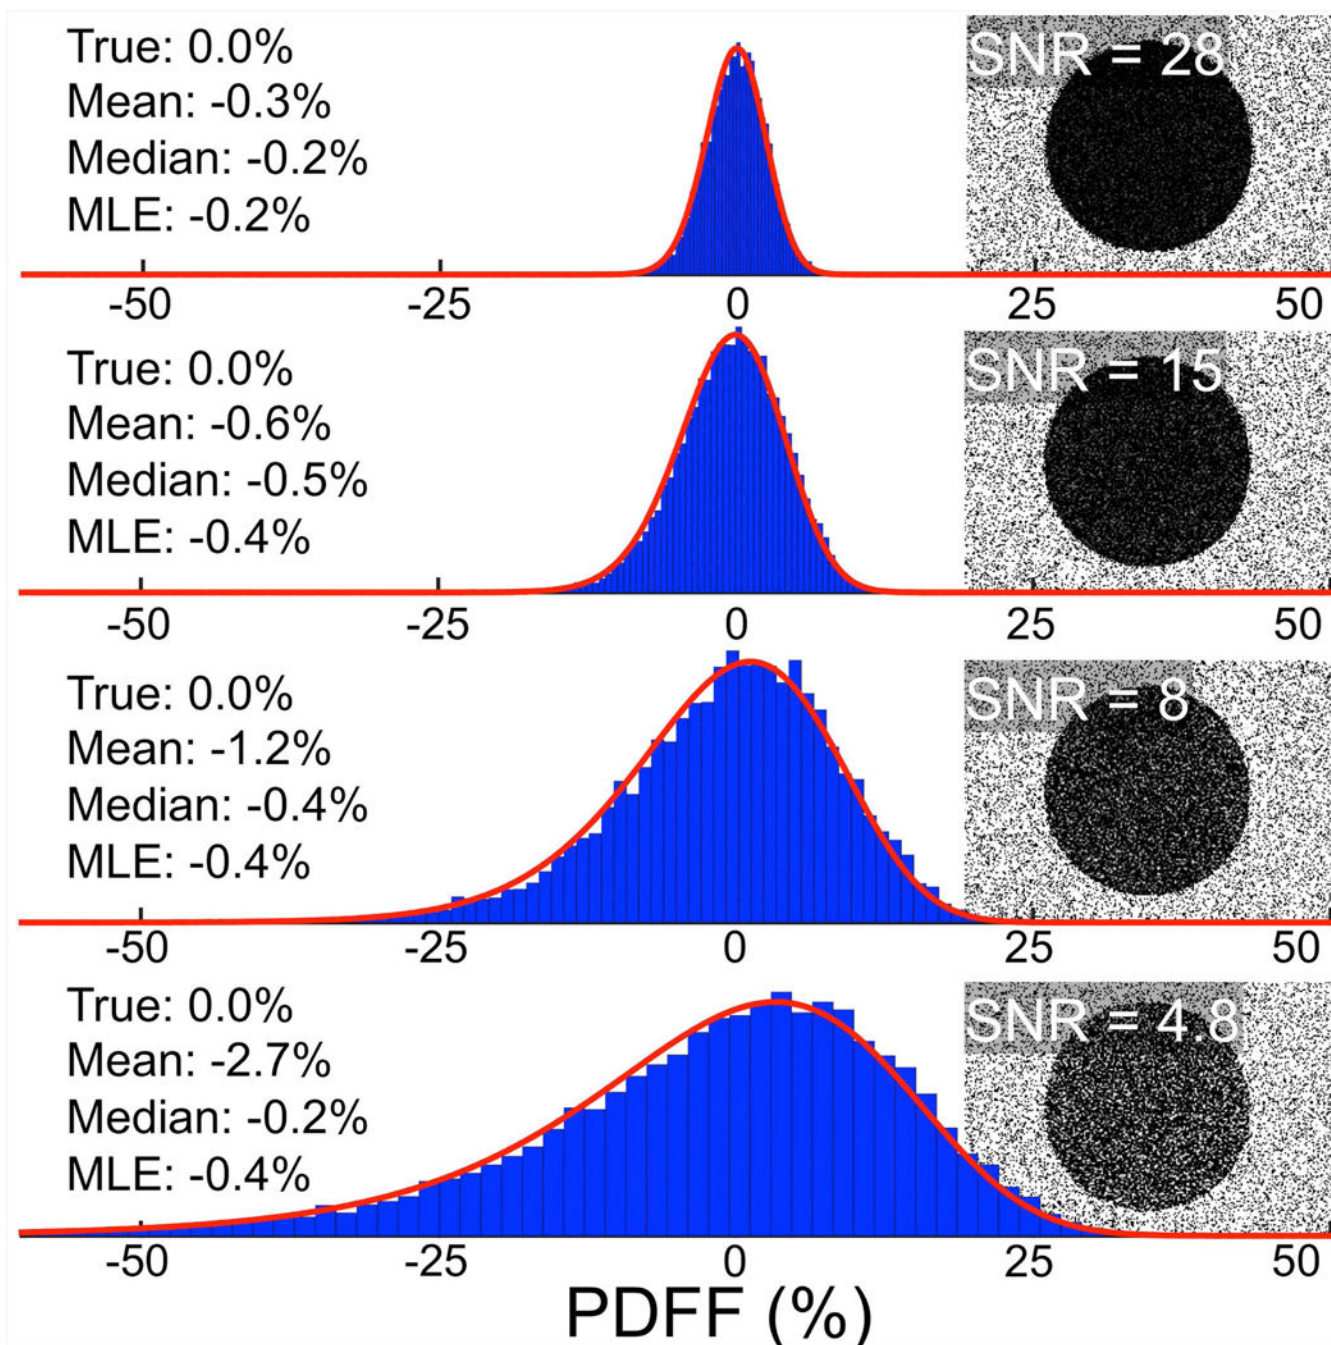 True: 0.0%
Mean: -0.3%
Median: -0.2%
MLE: -0.2%
SNR = 28
-50 -25 0 25 50
True: 0.0%
Mean: -0.6%
Median: -0.5%
MLE: -0.4%
SNR = 15
-50 -25 0 25 50
True: 0.0%
Mean: -1.2%
Median: -0.4%
MLE: -0.4%
SNR = 8
-50 -25 0 25 50
True: 0.0%
Mean: -2.7%
Median: -0.2%
MLE: -0.4%
SNR = 4.8
-50 -25 0 25 50
PDFF (%)